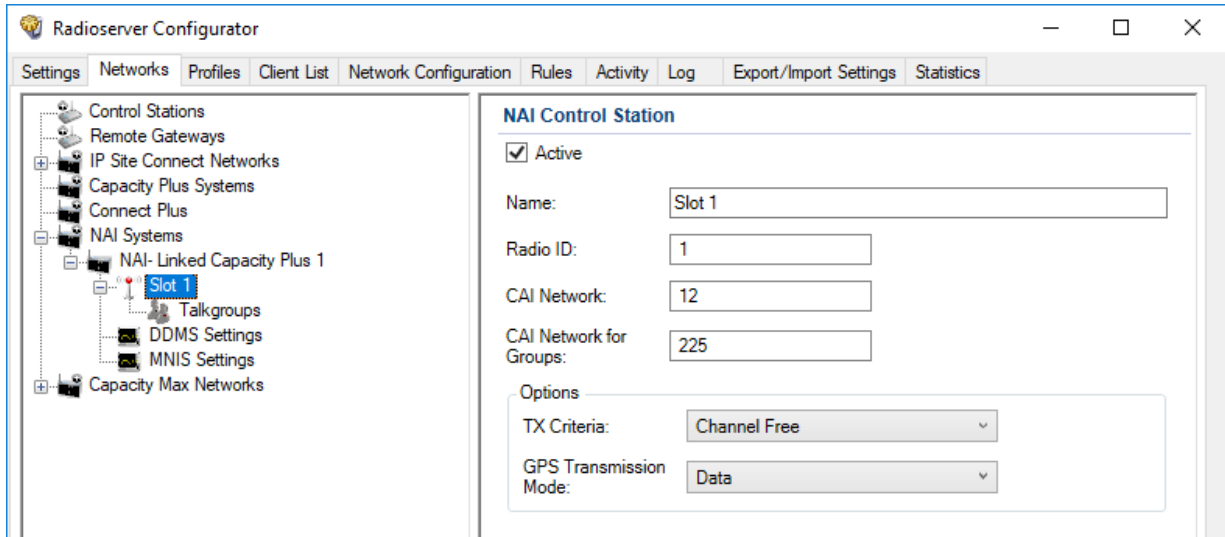 Radioserver Configurator
Settings Networks Profiles Client List Network Configuration Rules Activity Log Export/Import Settings Statistics
Control Stations
Remote Gateways
IP Site Connect Networks
Capacity Plus Systems
Connect Plus
NAI Systems
NAI- Linked Capacity Plus 1
Slot 1
Talkgroups
DDMS Settings
MNIS Settings
Capacity Max Networks
NAI Control Station
Active
Name: Slot 1
Radio ID: 1
CAI Network: 12
CAI Network for
Groups: 225
Options
TX Criteria: Channel Free
GPS Transmission
Mode: Data